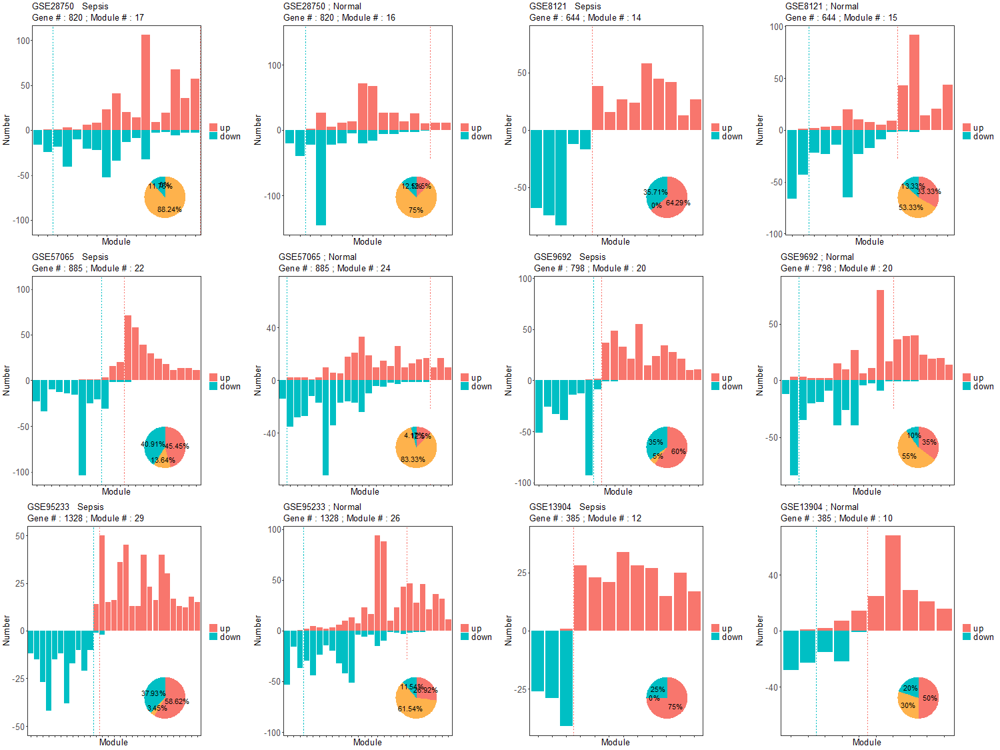 GSE28750   Sepsis
Gene # : 820 ; Module # : 17
100
50
0
-50
-100
Number
Module
up
down
0%
11.76%
88.24%
GSE28750 ; Normal
Gene # : 820 ; Module # : 16
100
0
-100
Number
Module
up
down
12.5%
12.5%
75%
GSE8121   Sepsis
Gene # : 644 ; Module # : 14
50
0
-50
Number
Module
up
down
35.71%
64.29%
0%
GSE8121 ; Normal
Gene # : 644 ; Module # : 15
100
50
0
-50
-100
Number
Module
up
down
13.33%
33.33%
53.33%
GSE57065   Sepsis
Gene # : 885 ; Module # : 22
100
50
0
-50
-100
Number
Module
up
down
40.91%
45.45%
13.64%
GSE57065 ; Normal
Gene # : 885 ; Module # : 24
40
0
-40
Number
Module
up
down
4.17%
12.5%
83.33%
GSE9692   Sepsis
Gene # : 798 ; Module # : 20
100
50
0
-50
-100
Number
Module
up
down
35%
60%
5%
GSE9692 ; Normal
Gene # : 798 ; Module # : 20
50
0
-50
Number
Module
up
down
10%
35%
55%
GSE95233   Sepsis
Gene # : 1328 ; Module # : 29
50
25
0
-25
-50
Number
Module
up
down
37.93%
58.62%
3.45%
GSE95233 ; Normal
Gene # : 1328 ; Module # : 26
100
50
0
-50
-100
Number
Module
up
down
11.54%
26.92%
61.54%
GSE13904   Sepsis
Gene # : 385 ; Module # : 12
25
0
-25
Number
Module
up
down
25%
0%
75%
GSE13904 ; Normal
Gene # : 385 ; Module # : 10
40
0
-40
Number
Module
up
down
20%
50%
30%